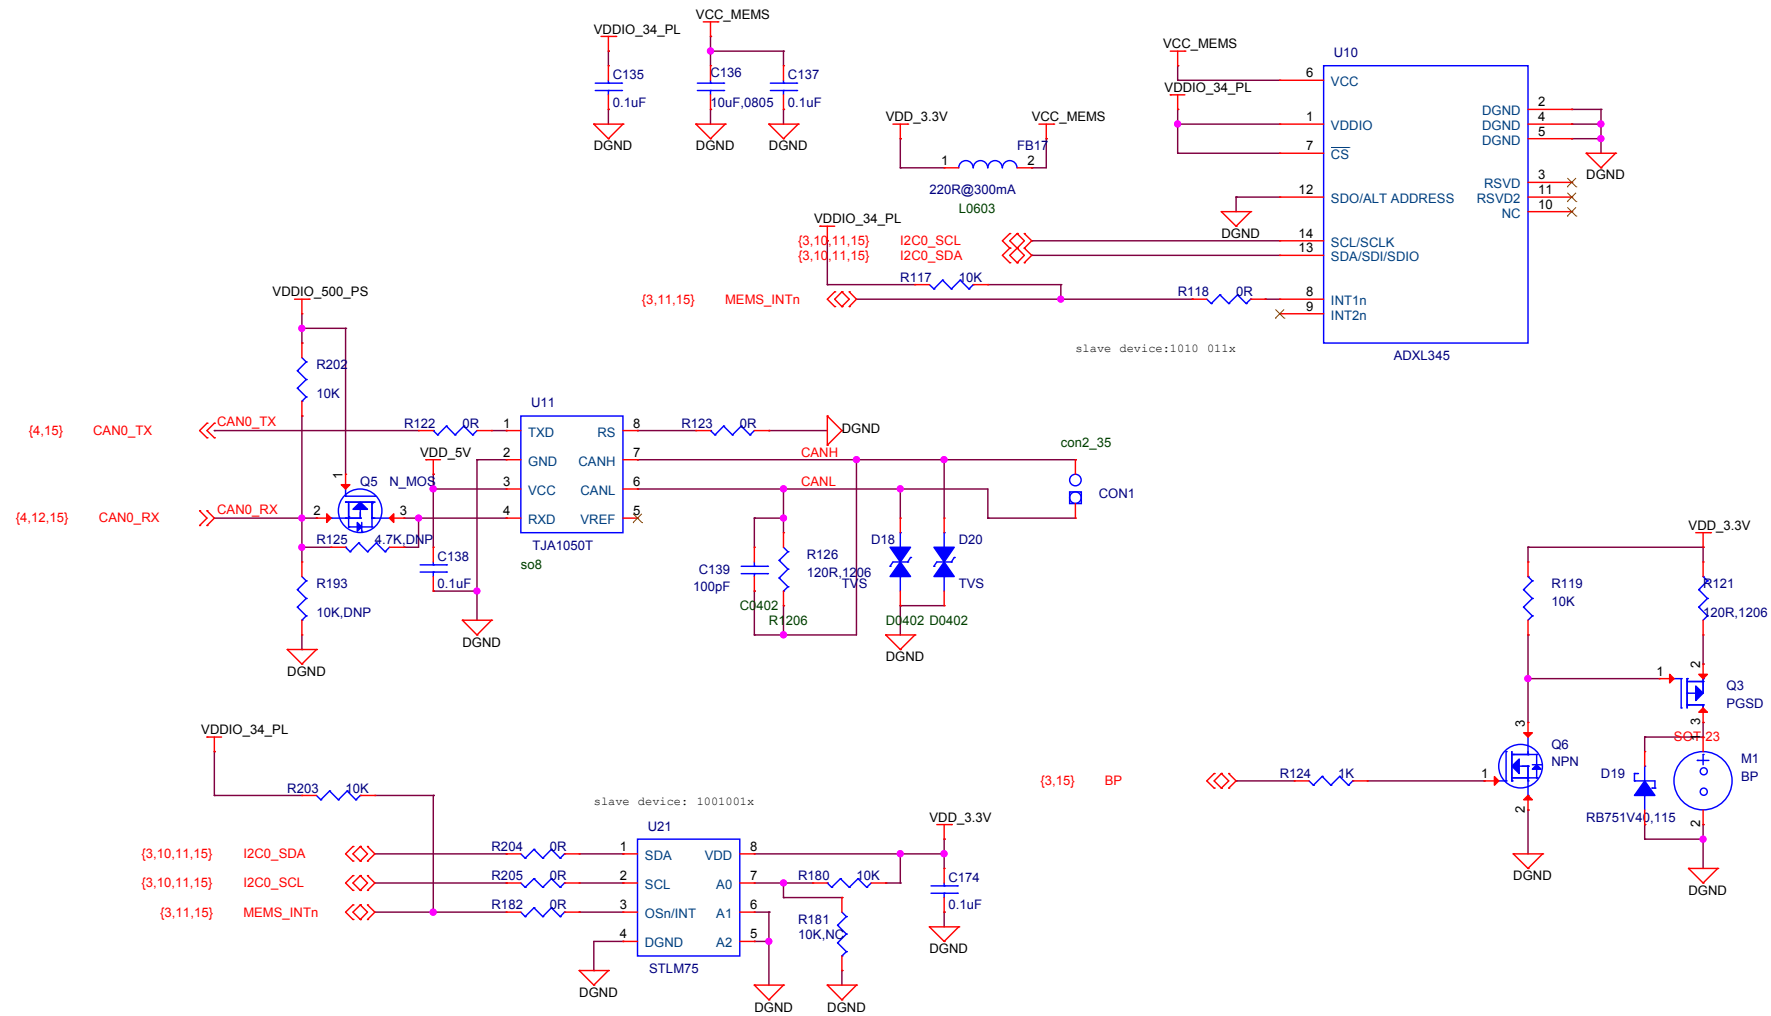 VDDIO_34_PL
C135
0.1uF
DGND
VCC_MEMS
C136
10uF,0805
DGND
C137
0.1uF
DGND
VDD_3.3V
VCC_MEMS
FB17
1
2
220R@300mA
L0603
VCC_MEMS
VDDIO_34_PL
U10
6 VCC
1 VDDIO
7 CS
12 SDO/ALT ADDRESS
14 SCL/SCLK
13 SDA/SDI/SDIO
8 INT1n
9 INT2n
DGND 2
DGND 4
DGND 5
RSVD 3
RSVD2 11
NC 10
DGND
DGND
ADXL345
VDDIO_34_PL
{3,10,11,15} I2C0_SCL
{3,10,11,15} I2C0_SDA
R117 10K
{3,11,15} MEMS_INTn
R118 0R
slave device:1010 011x
VDDIO_500_PS
R202
10K
{4,15} CAN0_TX
CAN0_TX
R122 0R
{4,12,15} CAN0_RX
CAN0_RX
1
Q5 N_MOS
2
3
R125 4.7K,DNP
R193
10K,DNP
DGND
VDD_5V
C138
0.1uF
DGND
U11
1 TXD
2 GND
3 VCC
4 RXD
RS 8
CANH 7
CANL 6
VREF 5
TJA1050T
so8
R123 0R
DGND
CANH
CANL
con2_35
CON1
C139
100pF
C0402
R126
120R,1206
R1206
D18
TVS
D0402
D20
TVS
D0402
DGND
VDD_3.3V
R119
10K
R121
120R,1206
1
2
Q3
PGSD
3
SOT-23
{3,15} BP
R124 1K
3
1
Q6
NPN
2
DGND
D19
RB751V40,115
M1
BP
+
2
DGND
VDDIO_34_PL
R203 10K
{3,10,11,15} I2C0_SDA
{3,10,11,15} I2C0_SCL
{3,11,15} MEMS_INTn
R204 0R
R205 0R
R182 0R
slave device: 1001001x
U21
1 SDA
2 SCL
3 OSn/INT
4 DGND
VDD 8
A0 7
A1 6
A2 5
STLM75
DGND
R180 10K
R181
10K,NC
DGND
DGND
VDD_3.3V
C174
0.1uF
DGND